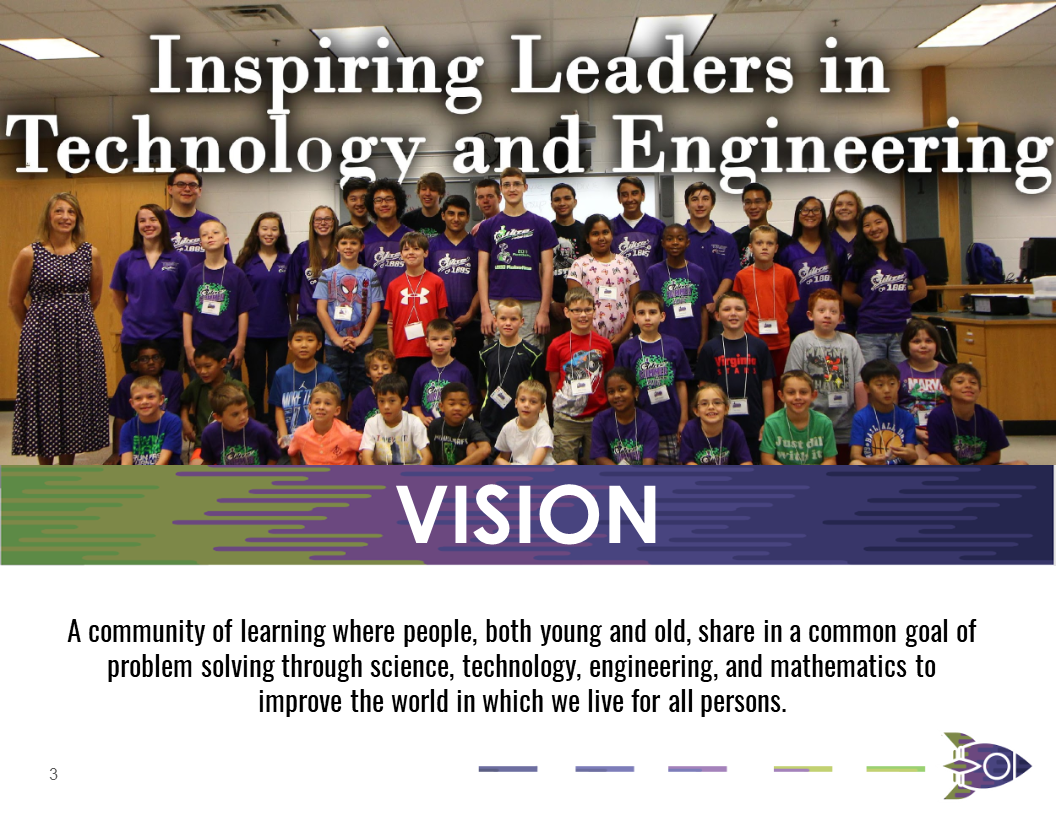 Inspiring Leaders in
Technology and Engineering
VISION
A community of learning where people, both young and old, share in a common goal of
problem solving through science, technology, engineering, and mathematics to
improve the world in which we live for all persons.
3